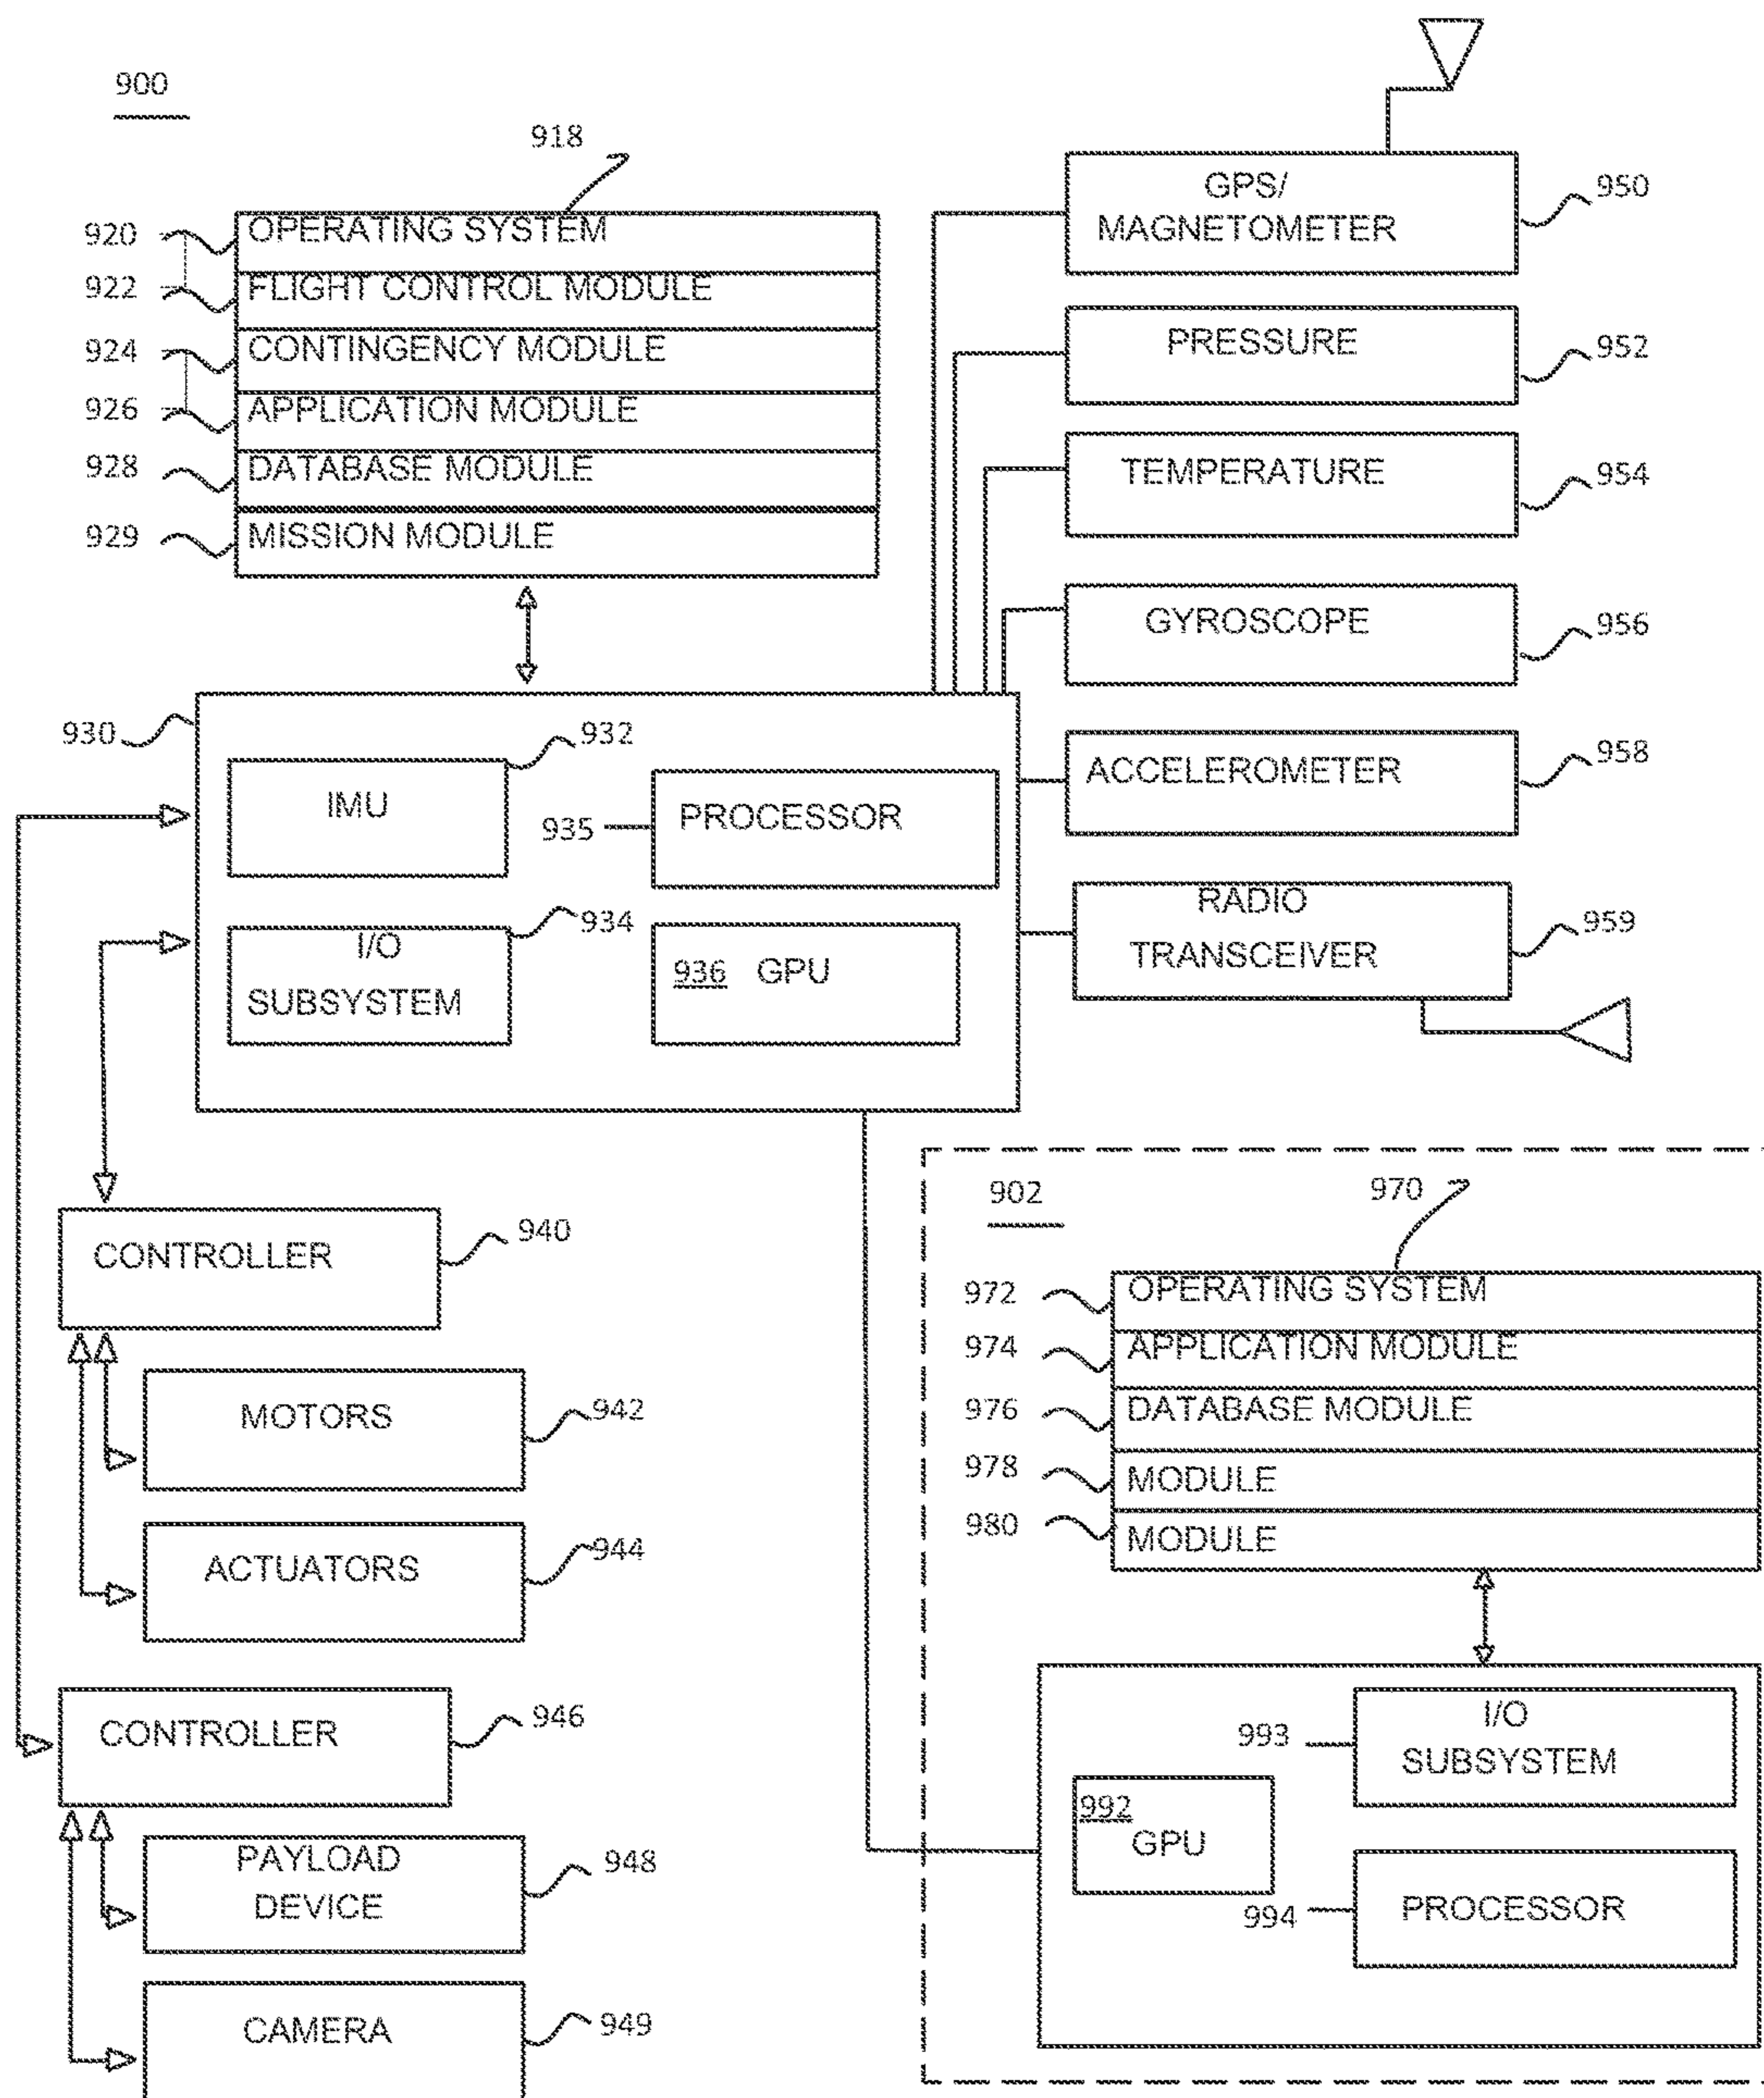 900
918
920
OPERATING SYSTEM
922
FLIGHT CONTROL MODULE
924
CONTINGENCY MODULE
926
APPLICATION MODULE
928
DATABASE MODULE
929
MISSION MODULE
GPS/
MAGNETOMETER
950
PRESSURE
952
TEMPERATURE
954
GYROSCOPE
956
ACCELEROMETER
958
RADIO
TRANSCEIVER
959
930
IMU
932
935
PROCESSOR
I/O
SUBSYSTEM
934
936 GPU
CONTROLLER
940
MOTORS
942
ACTUATORS
944
CONTROLLER
946
PAYLOAD
DEVICE
948
CAMERA
949
902
970
972
OPERATING SYSTEM
974
APPLICATION MODULE
976
DATABASE MODULE
978
MODULE
980
MODULE
993
I/O
SUBSYSTEM
992
GPU
994
PROCESSOR